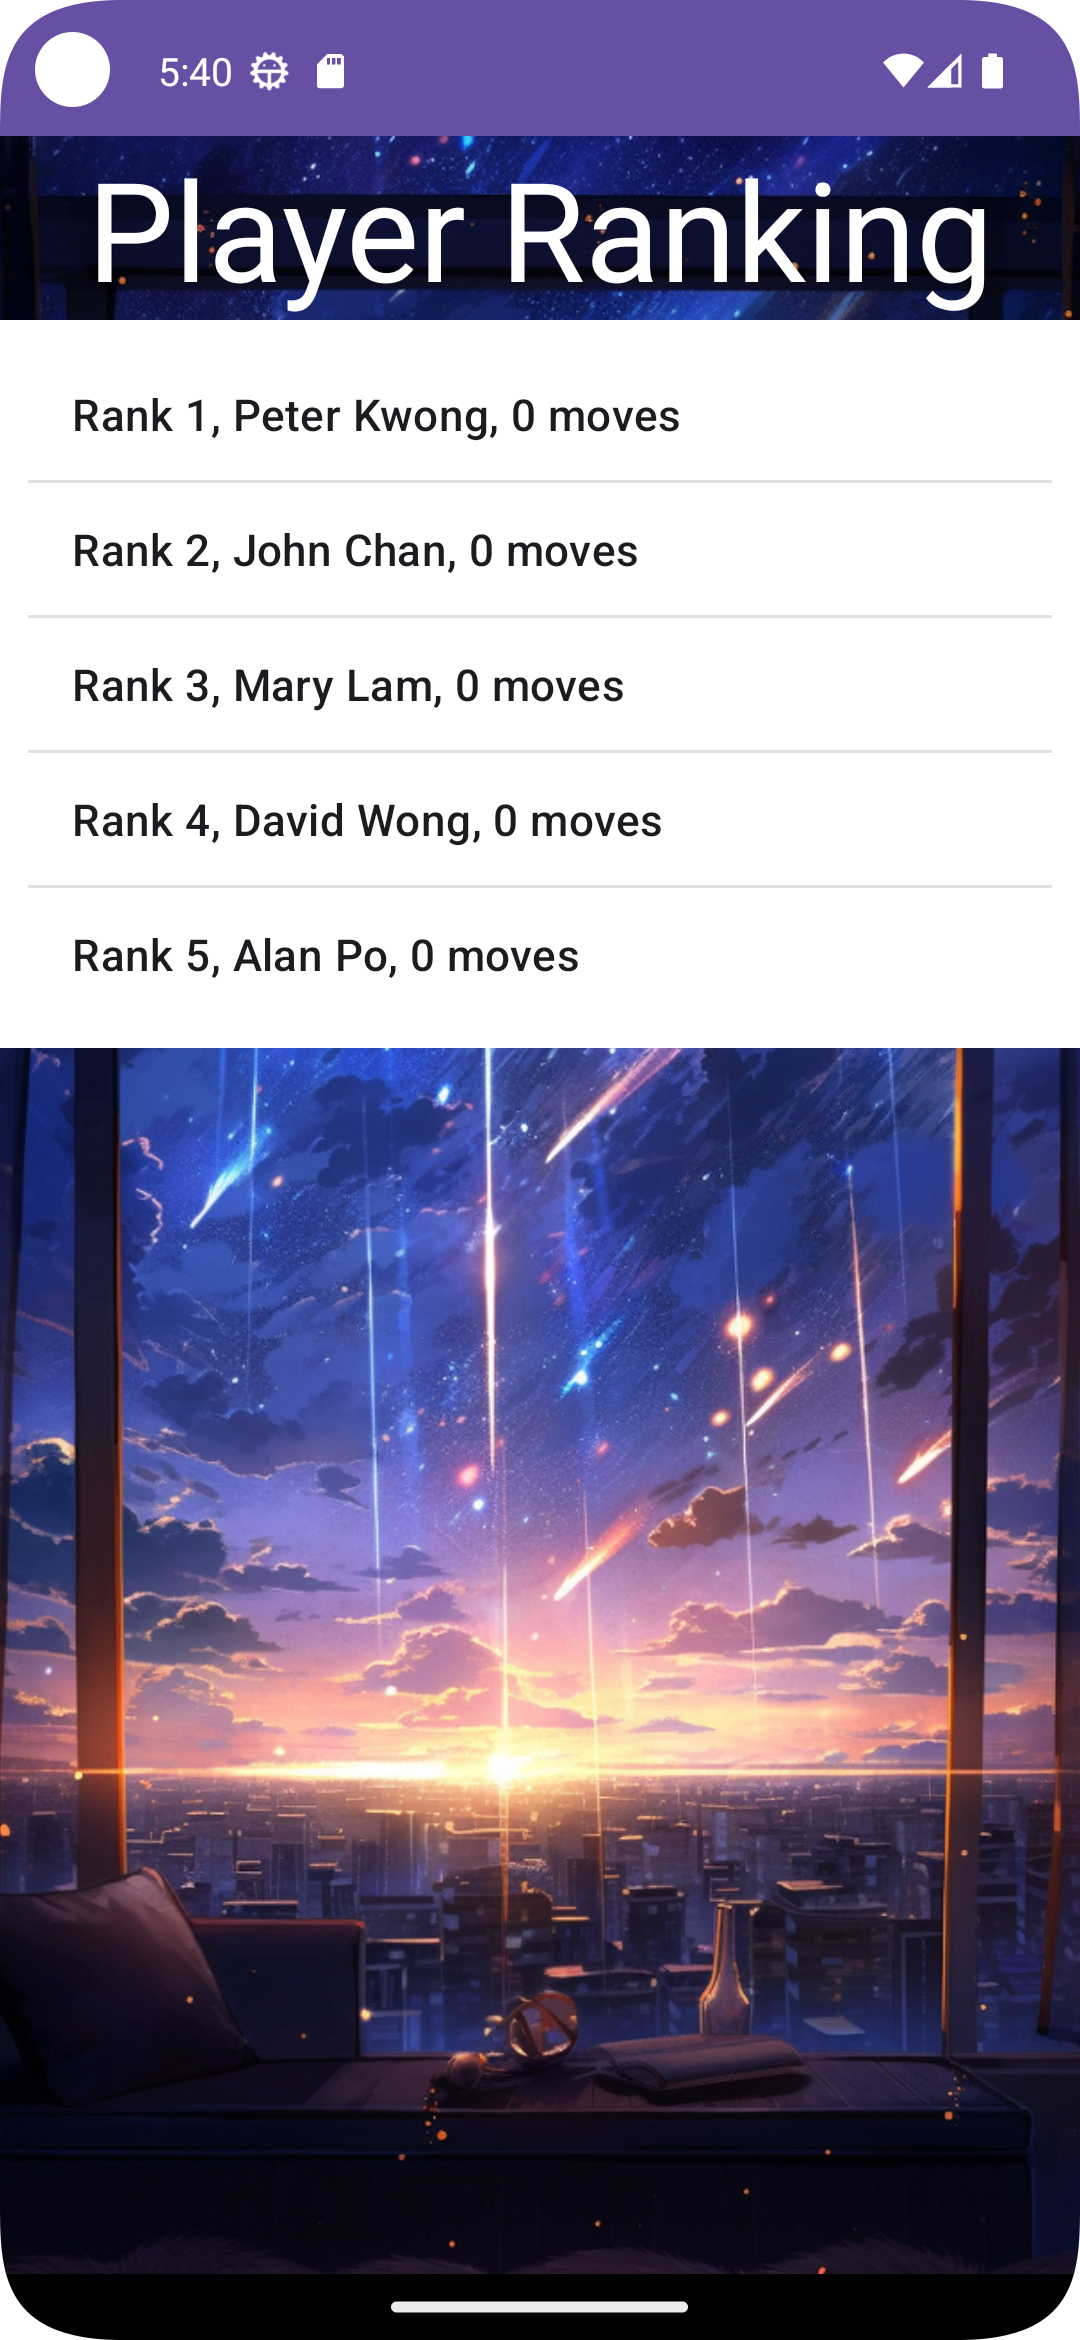 5:40
Player Ranking
Rank 1, Peter Kwong, 0 moves
Rank 2, John Chan, 0 moves
Rank 3, Mary Lam, 0 moves
Rank 4, David Wong, 0 moves
Rank 5, Alan Po, 0 moves